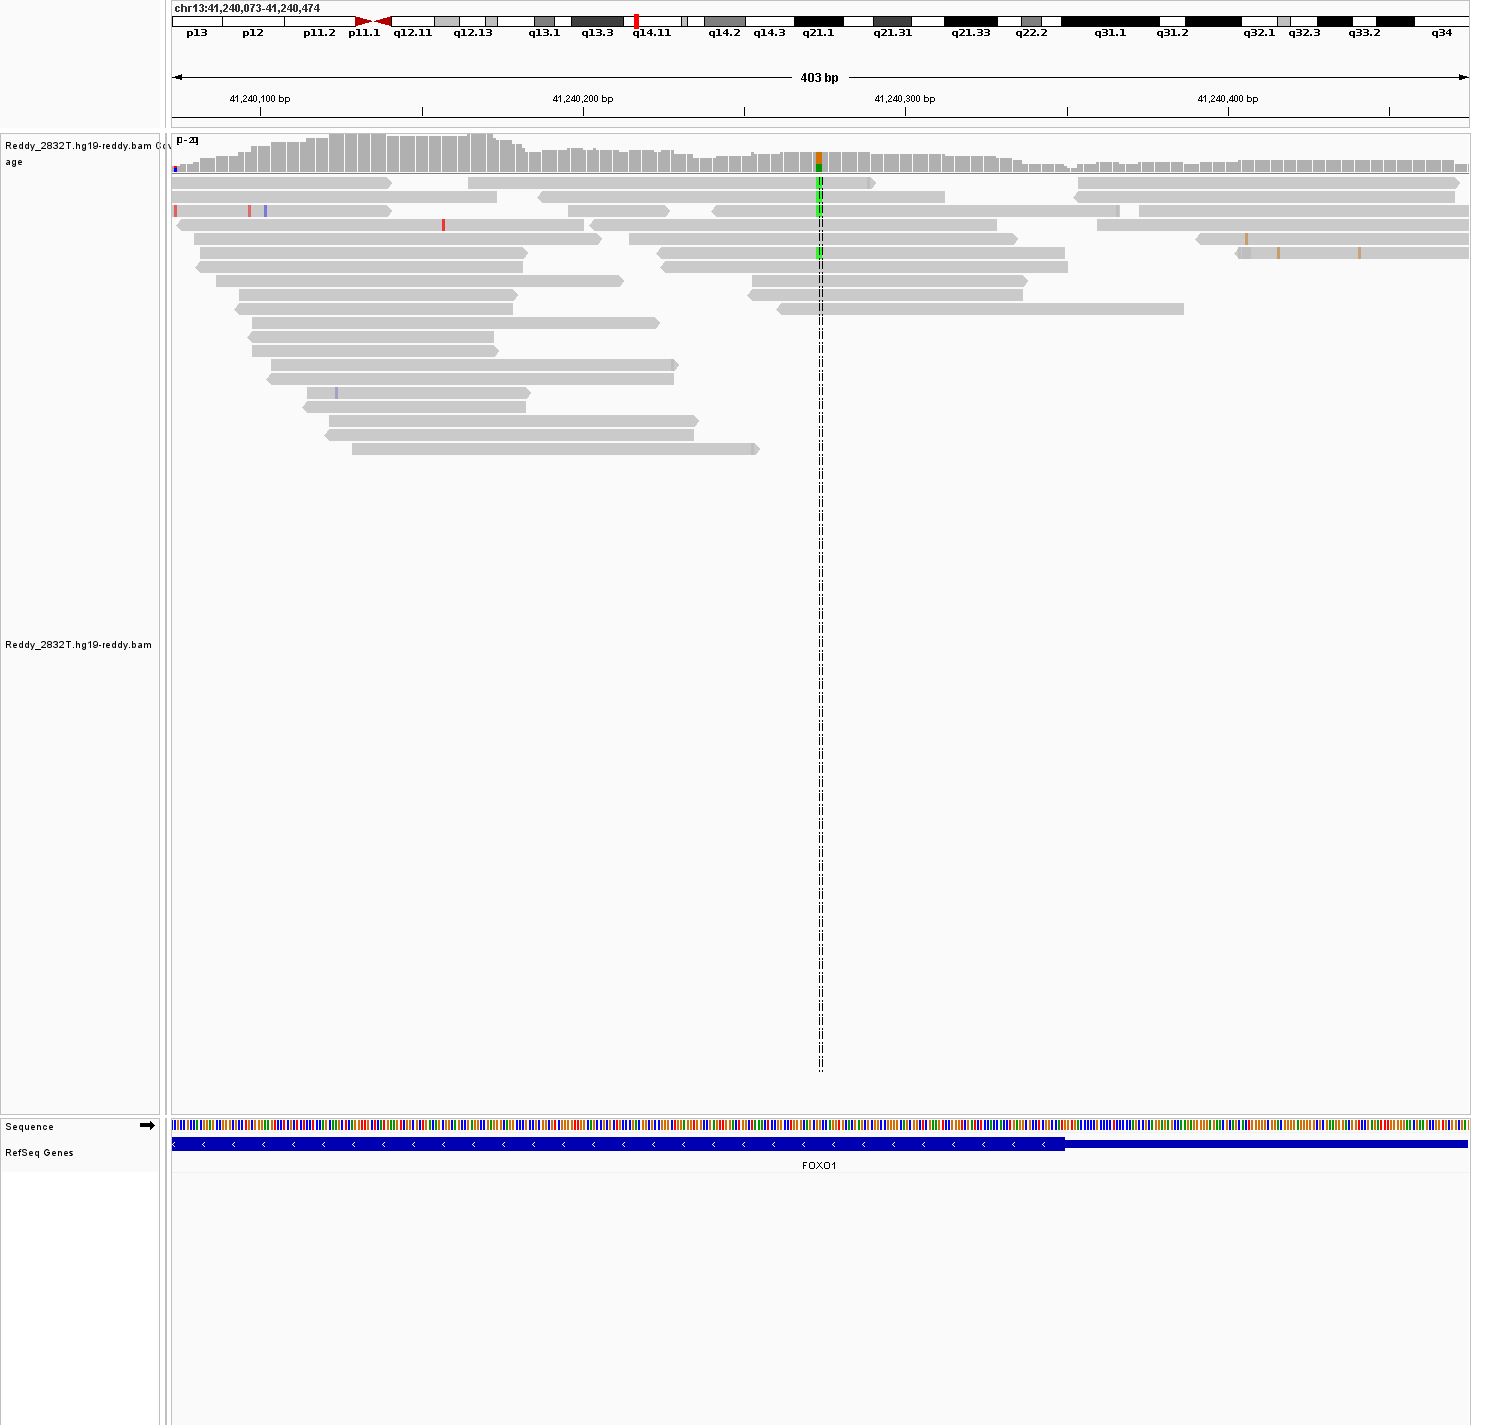 chr13:41,240,073-41,240,474
p13 p12 p11.2 p11.1 q12.11 q12.13 q13.1 q13.3 q14.11 q14.2 q14.3 q21.1 q21.31 q21.33 q22.2 q31.1 q31.2 q32.1 q32.3 q33.2 q34
403 bp
41,240,100 bp 41,240,200 bp 41,240,300 bp 41,240,400 bp
[0 - 20]
Reddy_2832T.hg19-reddy.bam Cov
age
Reddy_2832T.hg19-reddy.bam
Sequence
RefSeq Genes
FOXO1